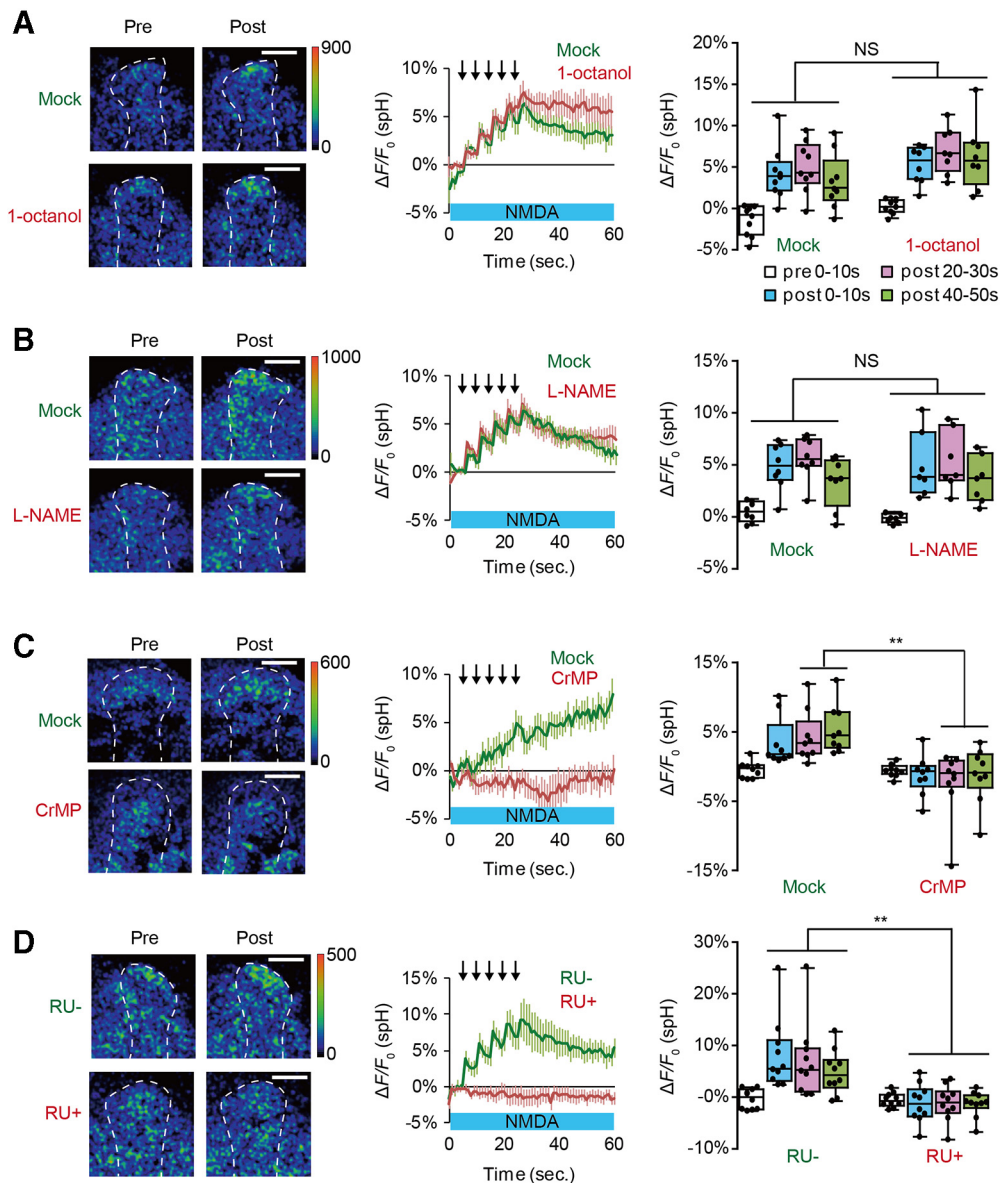 A
Pre Post
900
0
Mock
1-octanol
Mock
1-octanol
ΔF/F0 (spH)
10%
5%
0%
-5%
NMDA
0 20 40 60
Time (sec.)
NS
ΔF/F0 (spH)
20%
15%
10%
5%
0%
-5%
Mock 1-octanol
pre 0-10s post 20-30s
post 0-10s post 40-50s
B
Pre Post
1000
0
Mock
L-NAME
Mock
L-NAME
ΔF/F0 (spH)
10%
5%
0%
-5%
NMDA
0 20 40 60
Time (sec.)
NS
ΔF/F0 (spH)
15%
10%
5%
0%
-5%
Mock L-NAME
C
Pre Post
600
0
Mock
CrMP
Mock
CrMP
ΔF/F0 (spH)
10%
5%
0%
-5%
NMDA
0 20 40 60
Time (sec.)
**
ΔF/F0 (spH)
15%
5%
-5%
-15%
Mock CrMP
D
Pre Post
500
0
RU-
RU+
RU-
RU+
ΔF/F0 (spH)
15%
10%
5%
0%
-5%
NMDA
0 20 40 60
Time (sec.)
**
ΔF/F0 (spH)
30%
20%
10%
-0%
-10%
RU- RU+